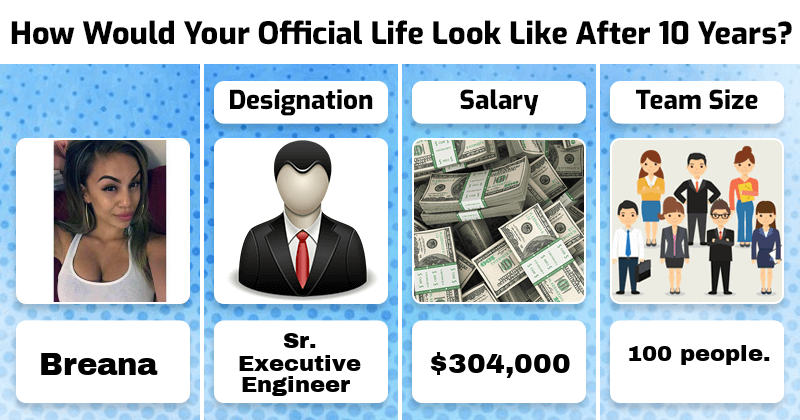 How Would Your Official Life Look Like After 10 Years?
Designation
Salary
Team Size
Breana
Sr.
Executive
Engineer
$304,000
100 people.